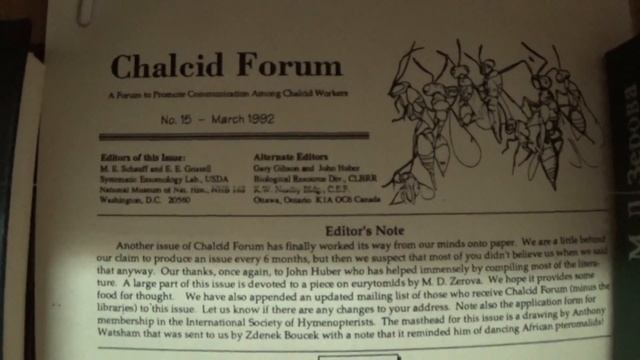 Chalcid Forum
A Forum to Promote Communication Among Chalcid Workers
No. 15 - March 1992
Editors of this Issue:
M. E. Schauff and E. E. Grissell
Systematic Entomology Lab., USDA
National Museum of Nat. Hist., NHB 168
Washington, D.C. 20560
Alternate Editors
Gary Gibson and John Huber
Biological Resource Div., CLBRR
K.W. Neatby Bldg., C.E.F.
Ottawa, Ontario K1A 0C6 Canada
Editor's Note
Another issue of Chalcid Forum has finally worked its way from our minds onto paper. We are a little behind
our claim to produce an issue every 6 months, but then we suspect that most of you didn't believe us when we said
that anyway. Our thanks, once again, to John Huber who has helped immensely by compiling most of the litera-
ture. A large part of this issue is devoted to a piece on eurytomids by M. D. Zerova. We hope it provides some
food for thought. We have also appended an updated mailing list of those who receive Chalcid Forum (minus the
libraries) to this issue. Let us know if there are any changes to your address. Note also the application form for
membership in the International Society of Hymenopterists. The masthead for this issue is a drawing by Anthony
Watsham that was sent to us by Zdenek Boucek with a note that it reminded him of dancing African pteromalids!